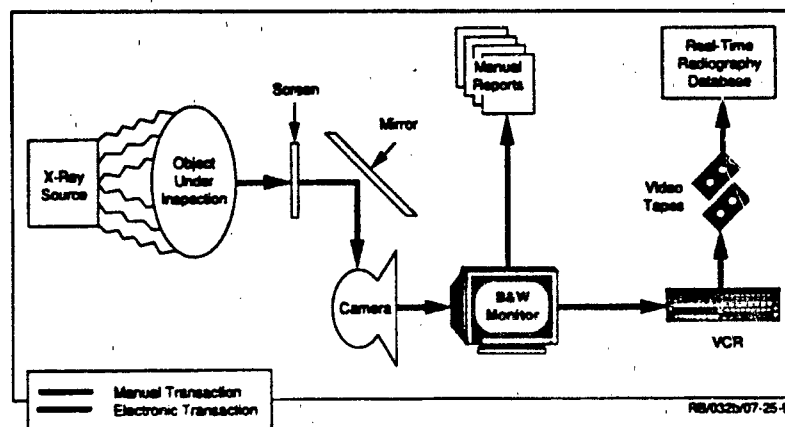 X-Ray
Source
Object
Under
Inspection
Screen
Mirror
Camera
Manual
Reports
B&W
Monitor
Real-Time
Radiography
Database
Video
Tapes
VCR
Manual Transaction
Electronic Transaction